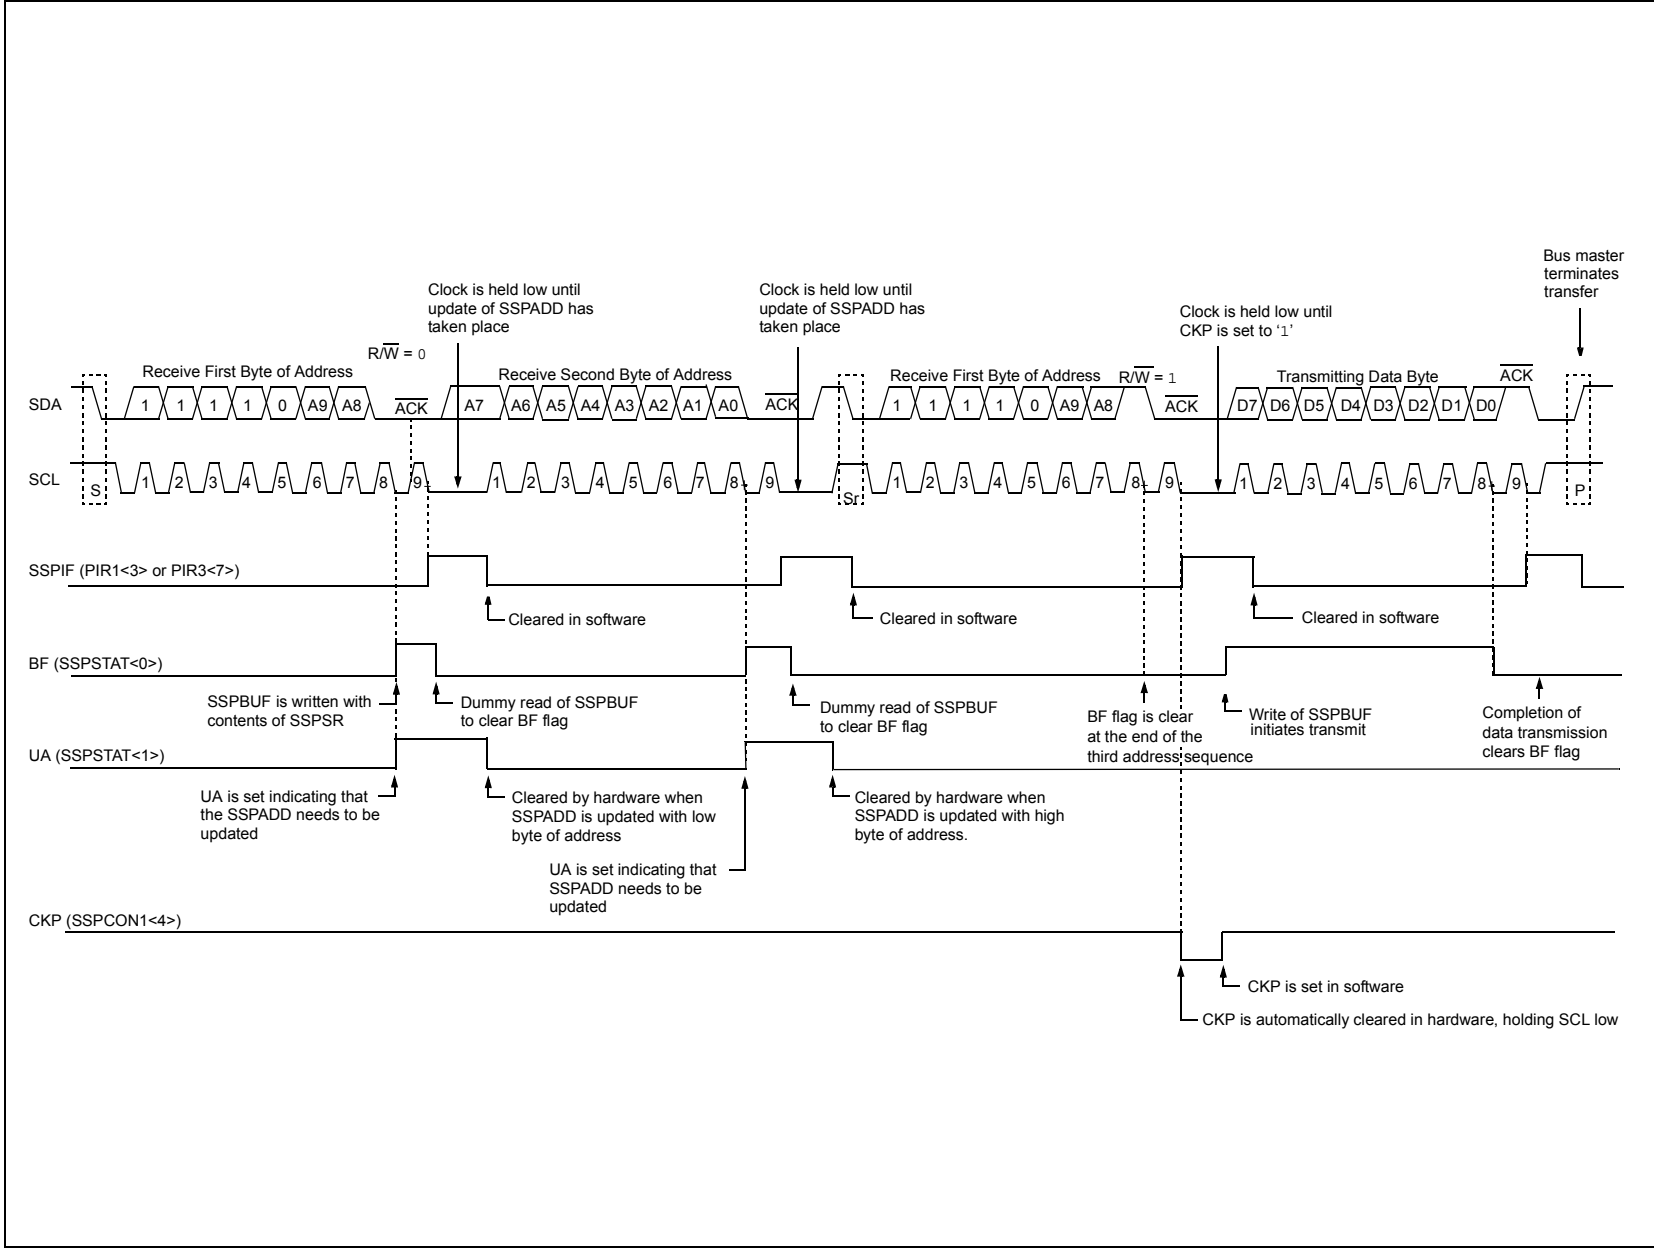 Bus master
terminates
transfer
Clock is held low until
update of SSPADD has
taken place
Clock is held low until
update of SSPADD has
taken place
Clock is held low until
CKP is set to ‘1’
R/W = 0
Receive First Byte of Address
Receive Second Byte of Address
Receive First Byte of Address
R/W = 1
Transmitting Data Byte
ACK
SDA
1 1 1 1 0 A9 A8 ACK A7 A6 A5 A4 A3 A2 A1 A0 ACK 1 1 1 1 0 A9 A8 ACK D7 D6 D5 D4 D3 D2 D1 D0
SCL
S 1 2 3 4 5 6 7 8 9 1 2 3 4 5 6 7 8 9 Sr 1 2 3 4 5 6 7 8 9 1 2 3 4 5 6 7 8 9 P
SSPIF (PIR1<3> or PIR3<7>)
Cleared in software
Cleared in software
Cleared in software
BF (SSPSTAT<0>)
SSPBUF is written with
contents of SSPSR
Dummy read of SSPBUF
to clear BF flag
Dummy read of SSPBUF
to clear BF flag
BF flag is clear
at the end of the
third address sequence
Write of SSPBUF
initiates transmit
Completion of
data transmission
clears BF flag
UA (SSPSTAT<1>)
UA is set indicating that
the SSPADD needs to be
updated
Cleared by hardware when
SSPADD is updated with low
byte of address
Cleared by hardware when
SSPADD is updated with high
byte of address.
UA is set indicating that
SSPADD needs to be
updated
CKP (SSPCON1<4>)
CKP is set in software
CKP is automatically cleared in hardware, holding SCL low